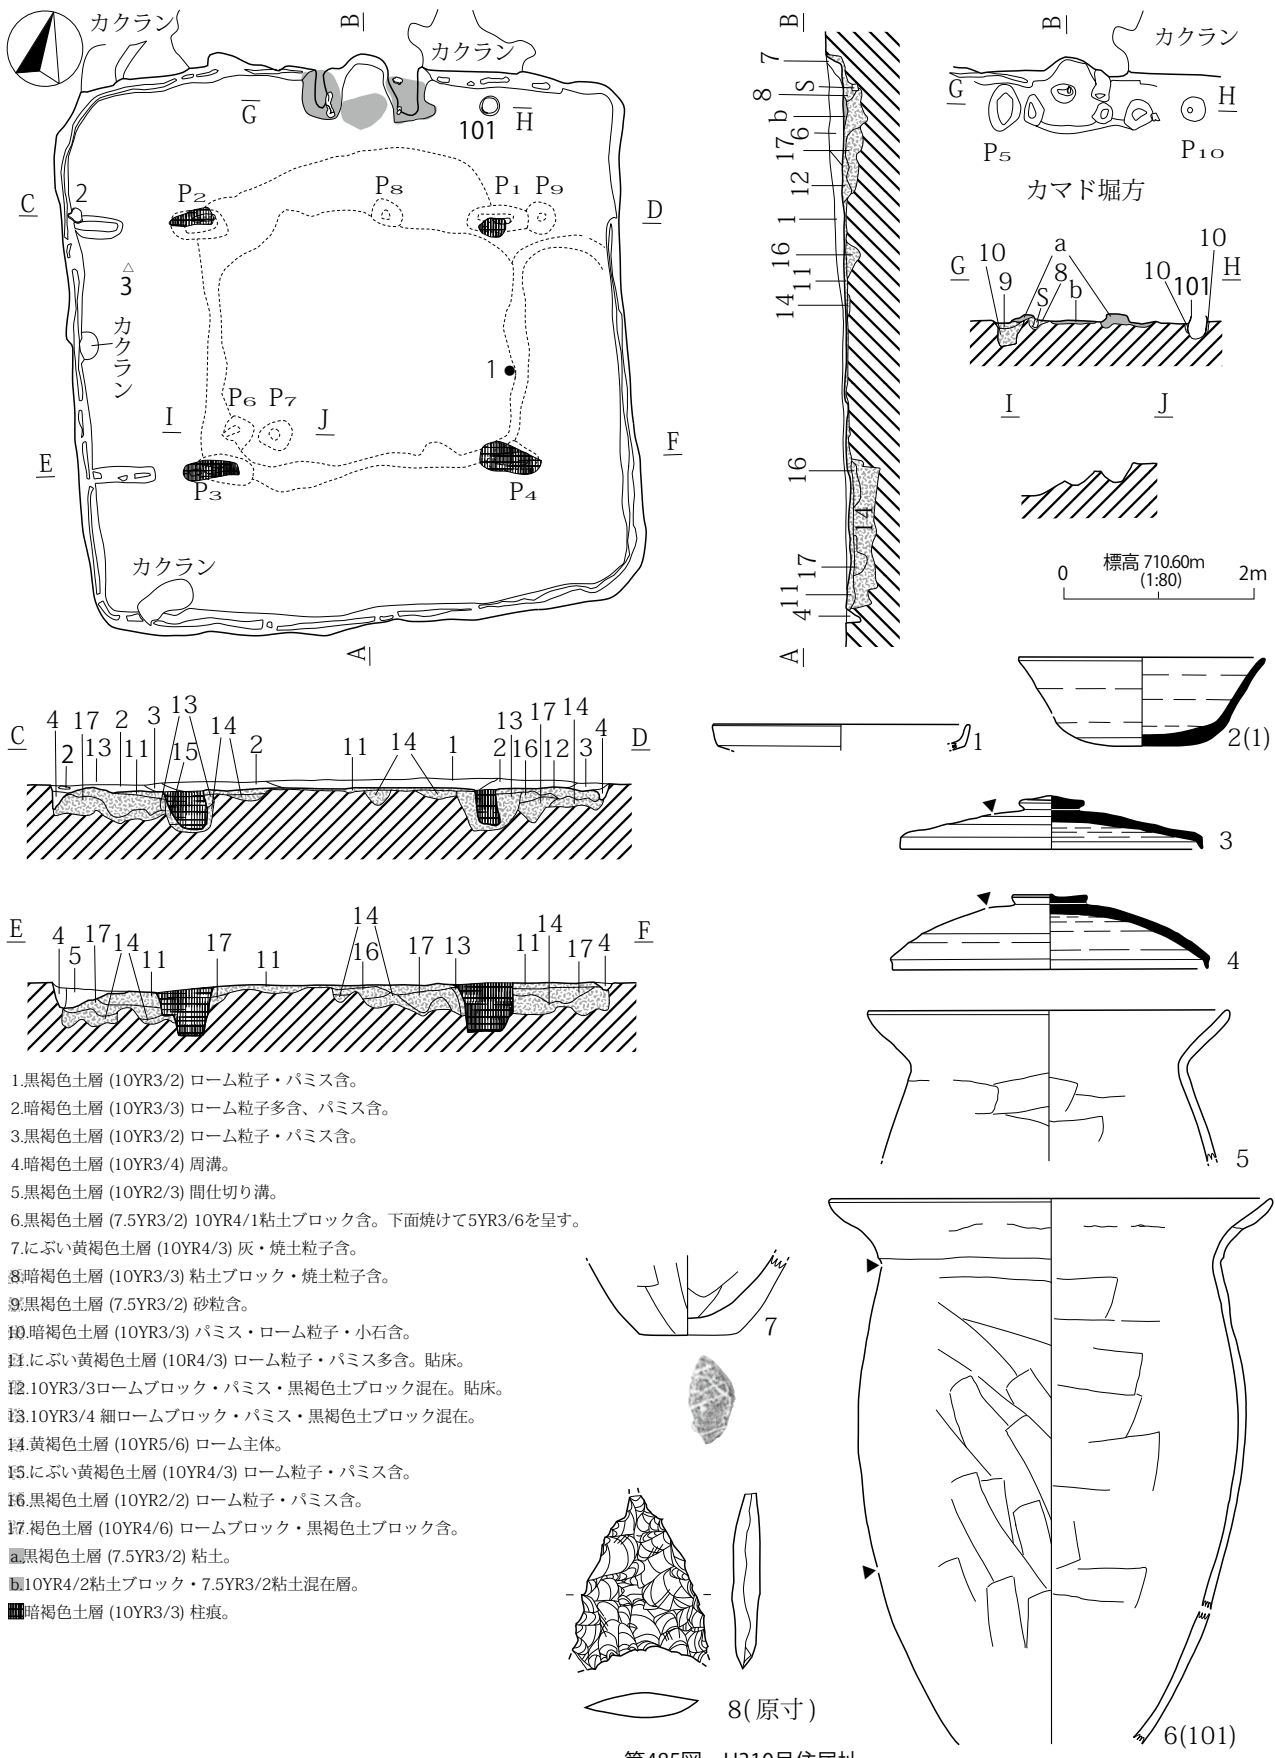 カクラン
B
カクラン
G
101
H
C
2
P2
P8
P1
P9
D
3
カクラン
1
I
P6
P7
J
F
E
P3
P4
カクラン
A
B
7
S
8
b
6
17
12
1
16
11
14
16
14
17
11
4
A
B
カクラン
G
H
P5
P10
カマド堀方
G
10
9
a
S
8
b
10
101
10
H
I
J
標高 710.60m
0
(1:80)
2m
C
4
2
17
13
2
11
3
13
15
14
2
11
14
1
13
2
17
16
14
12
3
4
D
E
4
5
17
14
11
17
11
14
16
17
13
11
14
17
4
F
1
2(1)
3
4
5
7
8(原寸)
6(101)
1.黒褐色土層 (10YR3/2) ローム粒子・パミス含。
2.暗褐色土層 (10YR3/3) ローム粒子多含、パミス含。
3.黒褐色土層 (10YR3/2) ローム粒子・パミス含。
4.暗褐色土層 (10YR3/4) 周溝。
5.黒褐色土層 (10YR2/3) 間仕切り溝。
6.黒褐色土層 (7.5YR3/2) 10YR4/1粘土ブロック含。下面焼けて5YR3/6を呈す。
7.にぶい黄褐色土層 (10YR4/3) 灰・焼土粒子含。
8.暗褐色土層 (10YR3/3) 粘土ブロック・焼土粒子含。
9.黒褐色土層 (7.5YR3/2) 砂粒含。
10.暗褐色土層 (10YR3/3) パミス・ローム粒子・小石含。
11.にぶい黄褐色土層 (10R4/3) ローム粒子・パミス多含。貼床。
12.10YR3/3ロームブロック・パミス・黒褐色土ブロック混在。貼床。
13.10YR3/4 細ロームブロック・パミス・黒褐色土ブロック混在。
14.黄褐色土層 (10YR5/6) ローム主体。
15.にぶい黄褐色土層 (10YR4/3) ローム粒子・パミス含。
16.黒褐色土層 (10YR2/2) ローム粒子・パミス含。
17.褐色土層 (10YR4/6) ロームブロック・黒褐色土ブロック含。
a.黒褐色土層 (7.5YR3/2) 粘土。
b.10YR4/2粘土ブロック・7.5YR3/2粘土混在層。
暗褐色土層 (10YR3/3) 柱痕。